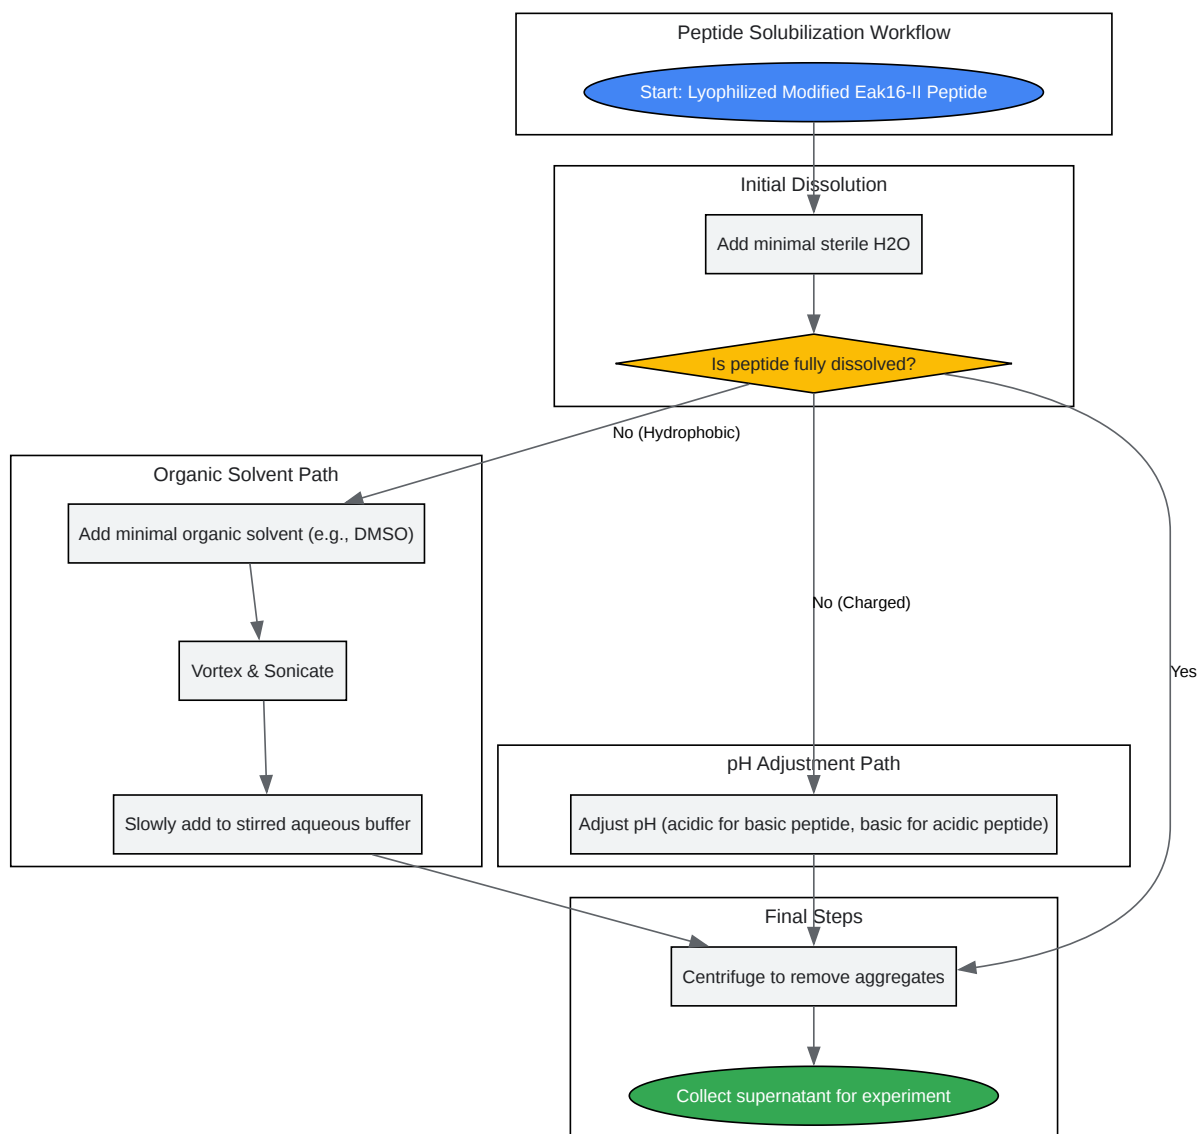 Peptide Solubilization Workflow
Start: Lyophilized Modified Eak16-II Peptide
Initial Dissolution
Add minimal sterile H2O
Is peptide fully dissolved?
No (Hydrophobic)
Organic Solvent Path
Add minimal organic solvent (e.g., DMSO)
No (Charged)
Vortex & Sonicate
Yes
pH Adjustment Path
Slowly add to stirred aqueous buffer
Adjust pH (acidic for basic peptide, basic for acidic peptide)
Final Steps
Centrifuge to remove aggregates
Collect supernatant for experiment